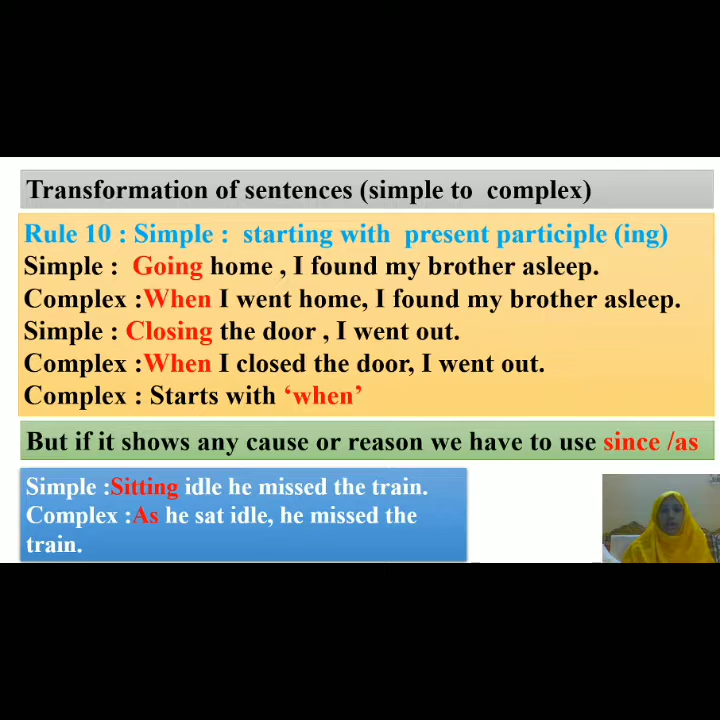 Transformation of sentences (simple to complex)
Rule 10 : Simple : starting with present participle (ing)
Simple : Going home , I found my brother asleep.
Complex :When I went home, I found my brother asleep.
Simple : Closing the door , I went out.
Complex :When I closed the door, I went out.
Complex : Starts with ‘when’
But if it shows any cause or reason we have to use since /as
Simple :Sitting idle he missed the train.
Complex :As he sat idle, he missed the
train.